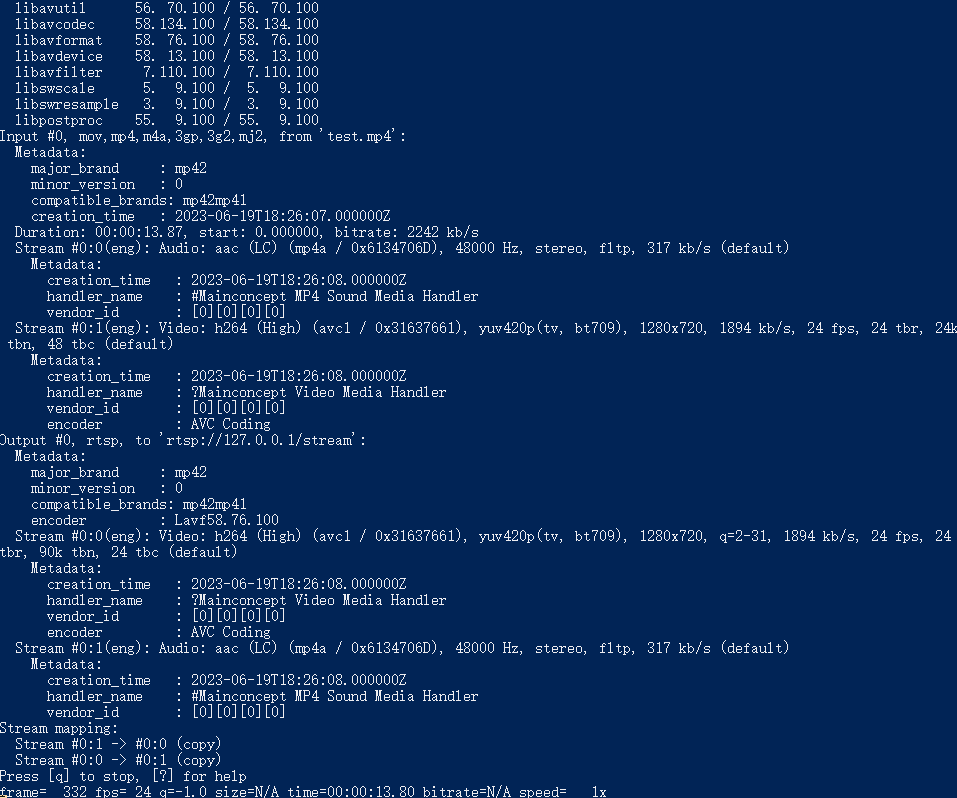 libavutil      56. 70.100 / 56. 70.100
libavcodec     58.134.100 / 58.134.100
libavformat    58. 76.100 / 58. 76.100
libavdevice    58. 13.100 / 58. 13.100
libavfilter     7.110.100 /  7.110.100
libswscale      5.  9.100 /  5.  9.100
libswresample   3.  9.100 /  3.  9.100
libpostproc    55.  9.100 / 55.  9.100
Input #0, mov,mp4,m4a,3gp,3g2,mj2, from 'test.mp4':
  Metadata:
    major_brand     : mp42
    minor_version   : 0
    compatible_brands: mp42mp41
    creation_time   : 2023-06-19T18:26:07.000000Z
  Duration: 00:00:13.87, start: 0.000000, bitrate: 2242 kb/s
  Stream #0:0(eng): Audio: aac (LC) (mp4a / 0x6134706D), 48000 Hz, stereo, fltp, 317 kb/s (default)
    Metadata:
      creation_time   : 2023-06-19T18:26:08.000000Z
      handler_name    : #Mainconcept MP4 Sound Media Handler
      vendor_id       : [0][0][0][0]
  Stream #0:1(eng): Video: h264 (High) (avc1 / 0x31637661), yuv420p(tv, bt709), 1280x720, 1894 kb/s, 24 fps, 24 tbr, 24k
 tbn, 48 tbc (default)
    Metadata:
      creation_time   : 2023-06-19T18:26:08.000000Z
      handler_name    : ?Mainconcept Video Media Handler
      vendor_id       : [0][0][0][0]
      encoder         : AVC Coding
Output #0, rtsp, to 'rtsp://127.0.0.1/stream':
  Metadata:
    major_brand     : mp42
    minor_version   : 0
    compatible_brands: mp42mp41
    encoder         : Lavf58.76.100
  Stream #0:0(eng): Video: h264 (High) (avc1 / 0x31637661), yuv420p(tv, bt709), 1280x720, q=2-31, 1894 kb/s, 24 fps, 24
tbr, 90k tbn, 24 tbc (default)
    Metadata:
      creation_time   : 2023-06-19T18:26:08.000000Z
      handler_name    : ?Mainconcept Video Media Handler
      vendor_id       : [0][0][0][0]
      encoder         : AVC Coding
  Stream #0:1(eng): Audio: aac (LC) (mp4a / 0x6134706D), 48000 Hz, stereo, fltp, 317 kb/s (default)
    Metadata:
      creation_time   : 2023-06-19T18:26:08.000000Z
      handler_name    : #Mainconcept MP4 Sound Media Handler
      vendor_id       : [0][0][0][0]
Stream mapping:
  Stream #0:1 -> #0:0 (copy)
  Stream #0:0 -> #0:1 (copy)
Press [q] to stop, [?] for help
frame=  332 fps= 24 q=-1.0 size=N/A time=00:00:13.80 bitrate=N/A speed=   1x